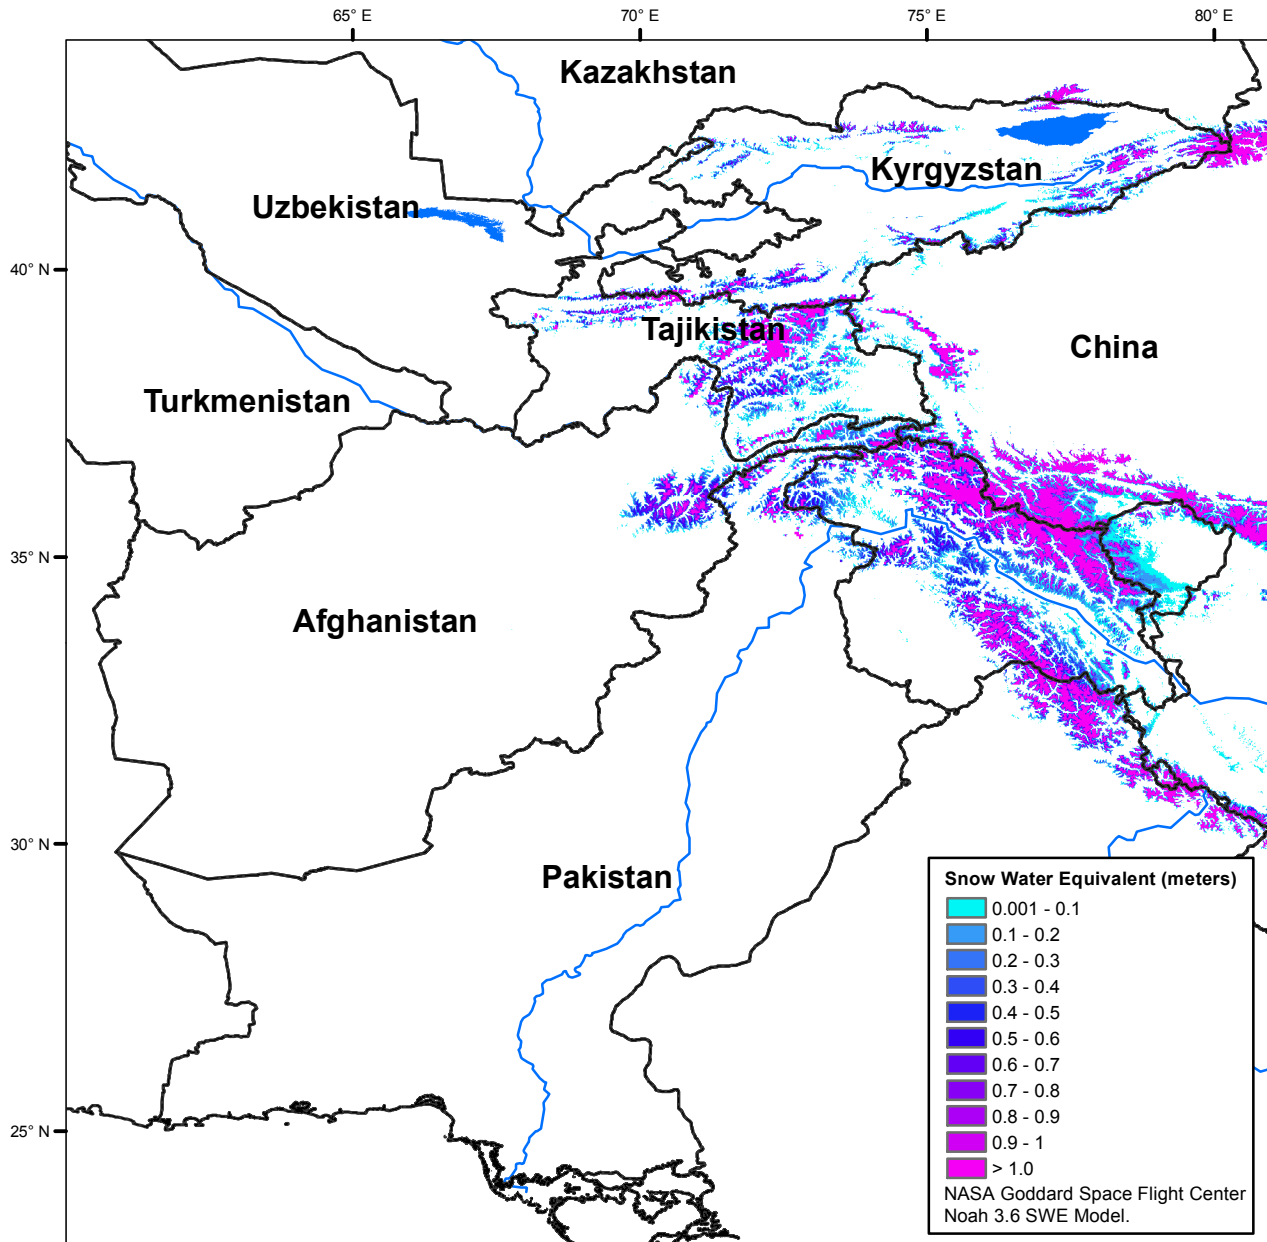 65° E
70° E
75° E
80° E
Kazakhstan
Kyrgyzstan
Uzbekistan
40° N
Tajikistan
China
Turkmenistan
35° N
Afghanistan
30° N
Pakistan
25° N
Snow Water Equivalent (meters)
0.001 - 0.1
0.1 - 0.2
0.2 - 0.3
0.3 - 0.4
0.4 - 0.5
0.5 - 0.6
0.6 - 0.7
0.7 - 0.8
0.8 - 0.9
0.9 - 1
> 1.0
NASA Goddard Space Flight Center
Noah 3.6 SWE Model.